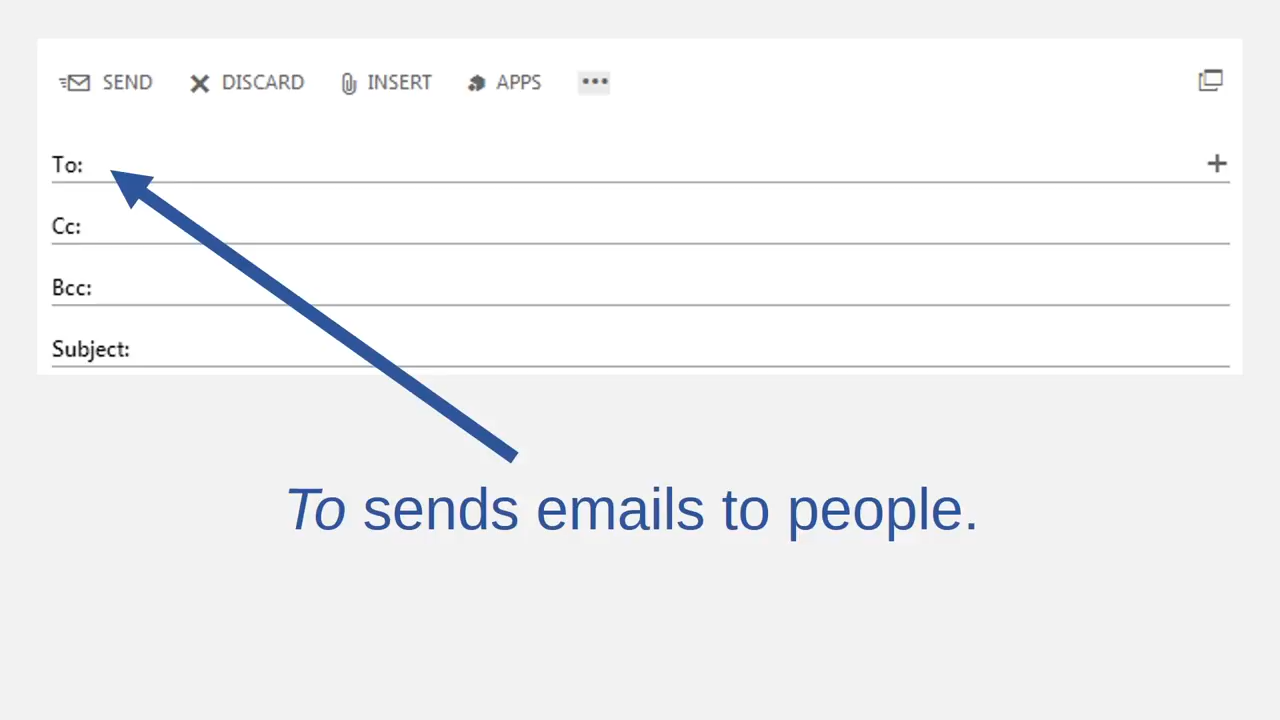 SEND DISCARD INSERT APPS •••
To:
Cc:
Bcc:
Subject:
To sends emails to people.